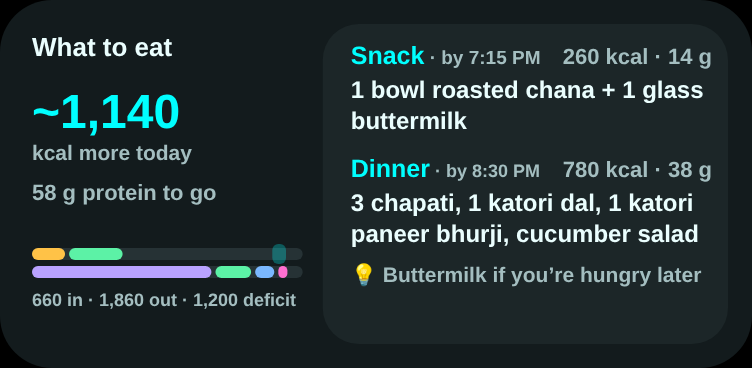 What to eat
~1,140
kcal more today
58 g protein to go
660 in · 1,860 out · 1,200 deficit
Snack · by 7:15 PM 260 kcal · 14 g
1 bowl roasted chana + 1 glass
buttermilk
Dinner · by 8:30 PM 780 kcal · 38 g
3 chapati, 1 katori dal, 1 katori
paneer bhurji, cucumber salad
💡 Buttermilk if you’re hungry later